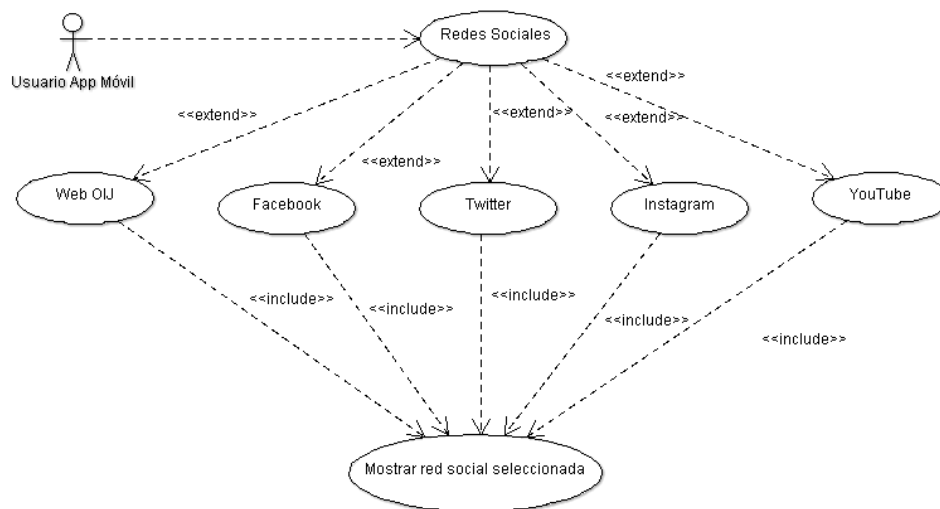 Redes Sociales
Usuario App Móvil
<<extend>>
<<extend>>
<<extend>>
<<extend>>
<<extend>>
Web OIJ
Facebook
Twitter
Instagram
YouTube
<<include>>
<<include>>
<<include>>
<<include>>
<<include>>
Mostrar red social seleccionada